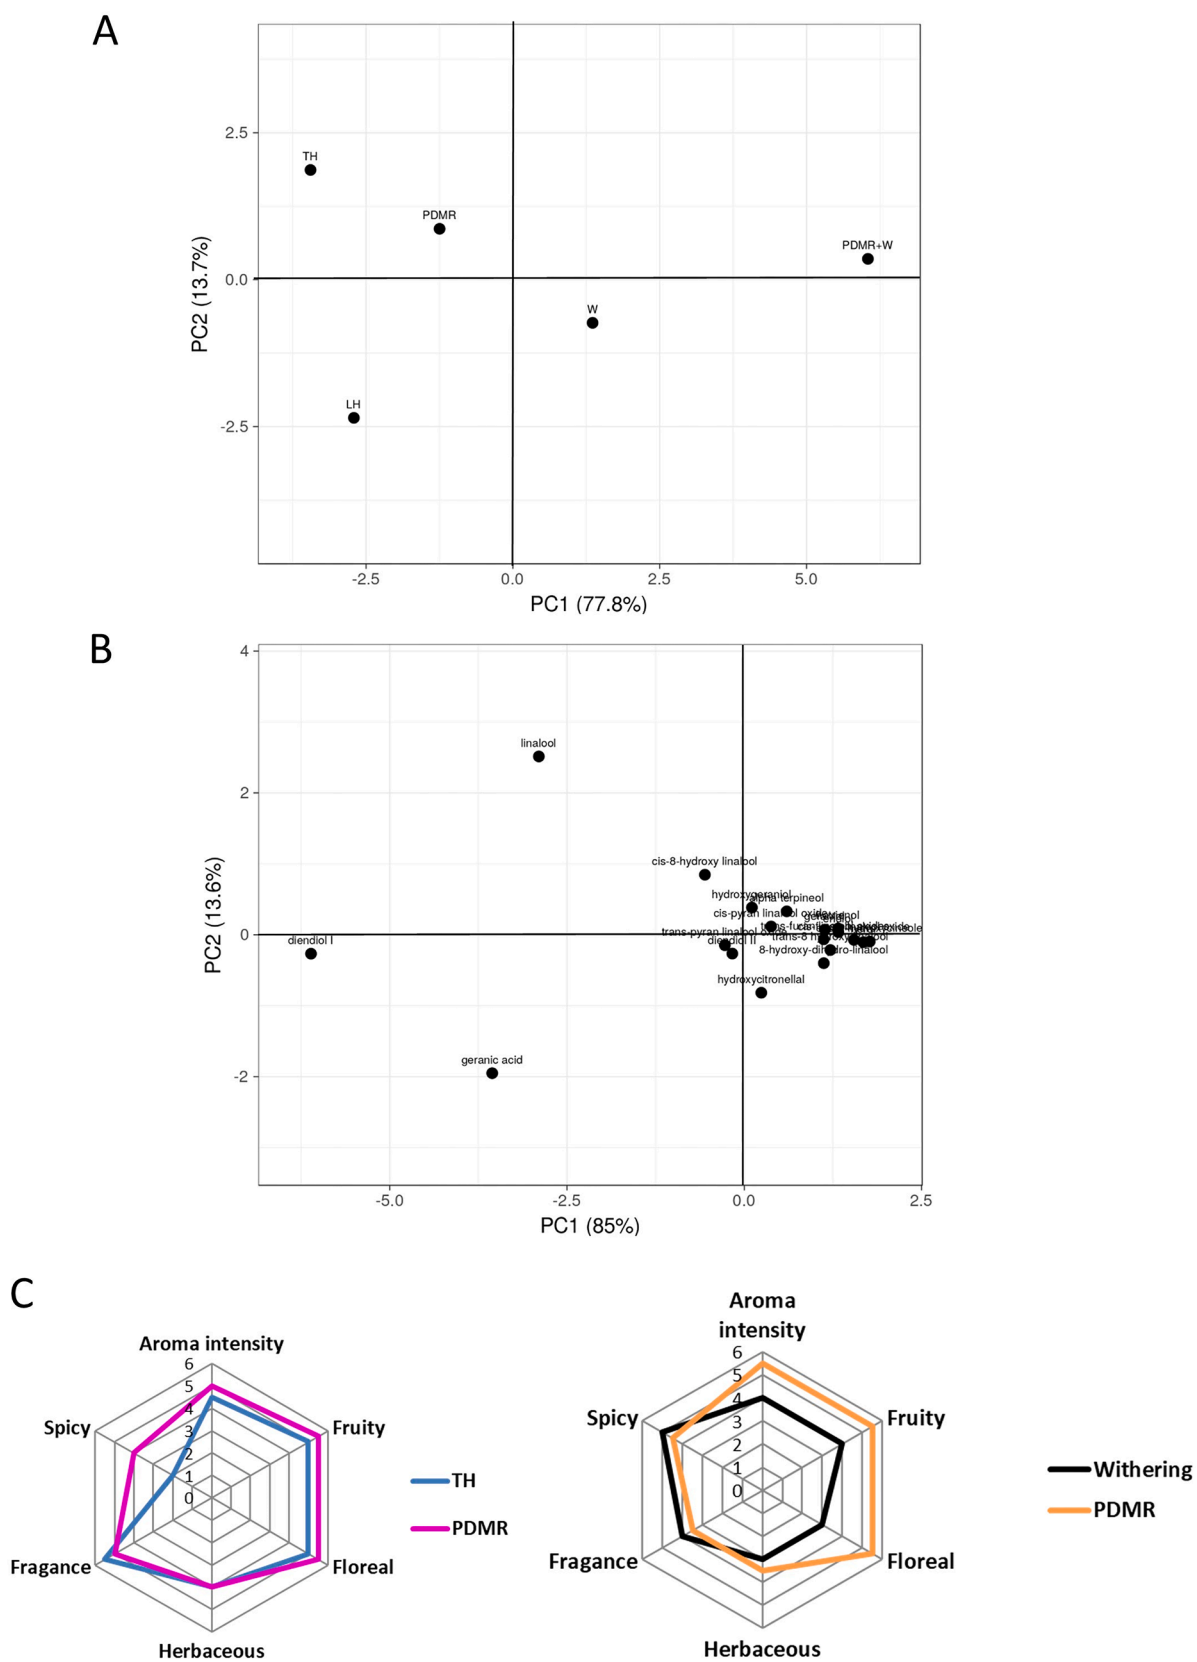 A
2.5
0.0
-2.5
PC2 (13.7%)
TH
PDMR
PDMR+W
W
LH
-2.5
0.0
2.5
5.0
PC1 (77.8%)
B
4
2
0
-2
PC2 (13.6%)
linalool
cis-8-hydroxy linalool
hydroxygeraniol
alpha terpineol
cis-pyran linalool oxide
trans-pyran linalool oxide
diendiol I
diendiol II
8-hydroxy-dihydro-linalool
hydroxycitronellal
geranic acid
-5.0
-2.5
0.0
2.5
PC1 (85%)
C
Aroma intensity
6
5
4
3
2
1
0
Spicy
Fruity
Fragance
Floreal
Herbaceous
TH
PDMR
Aroma
intensity
6
5
4
3
2
1
0
Spicy
Fruity
Fragance
Floreal
Herbaceous
Withering
PDMR